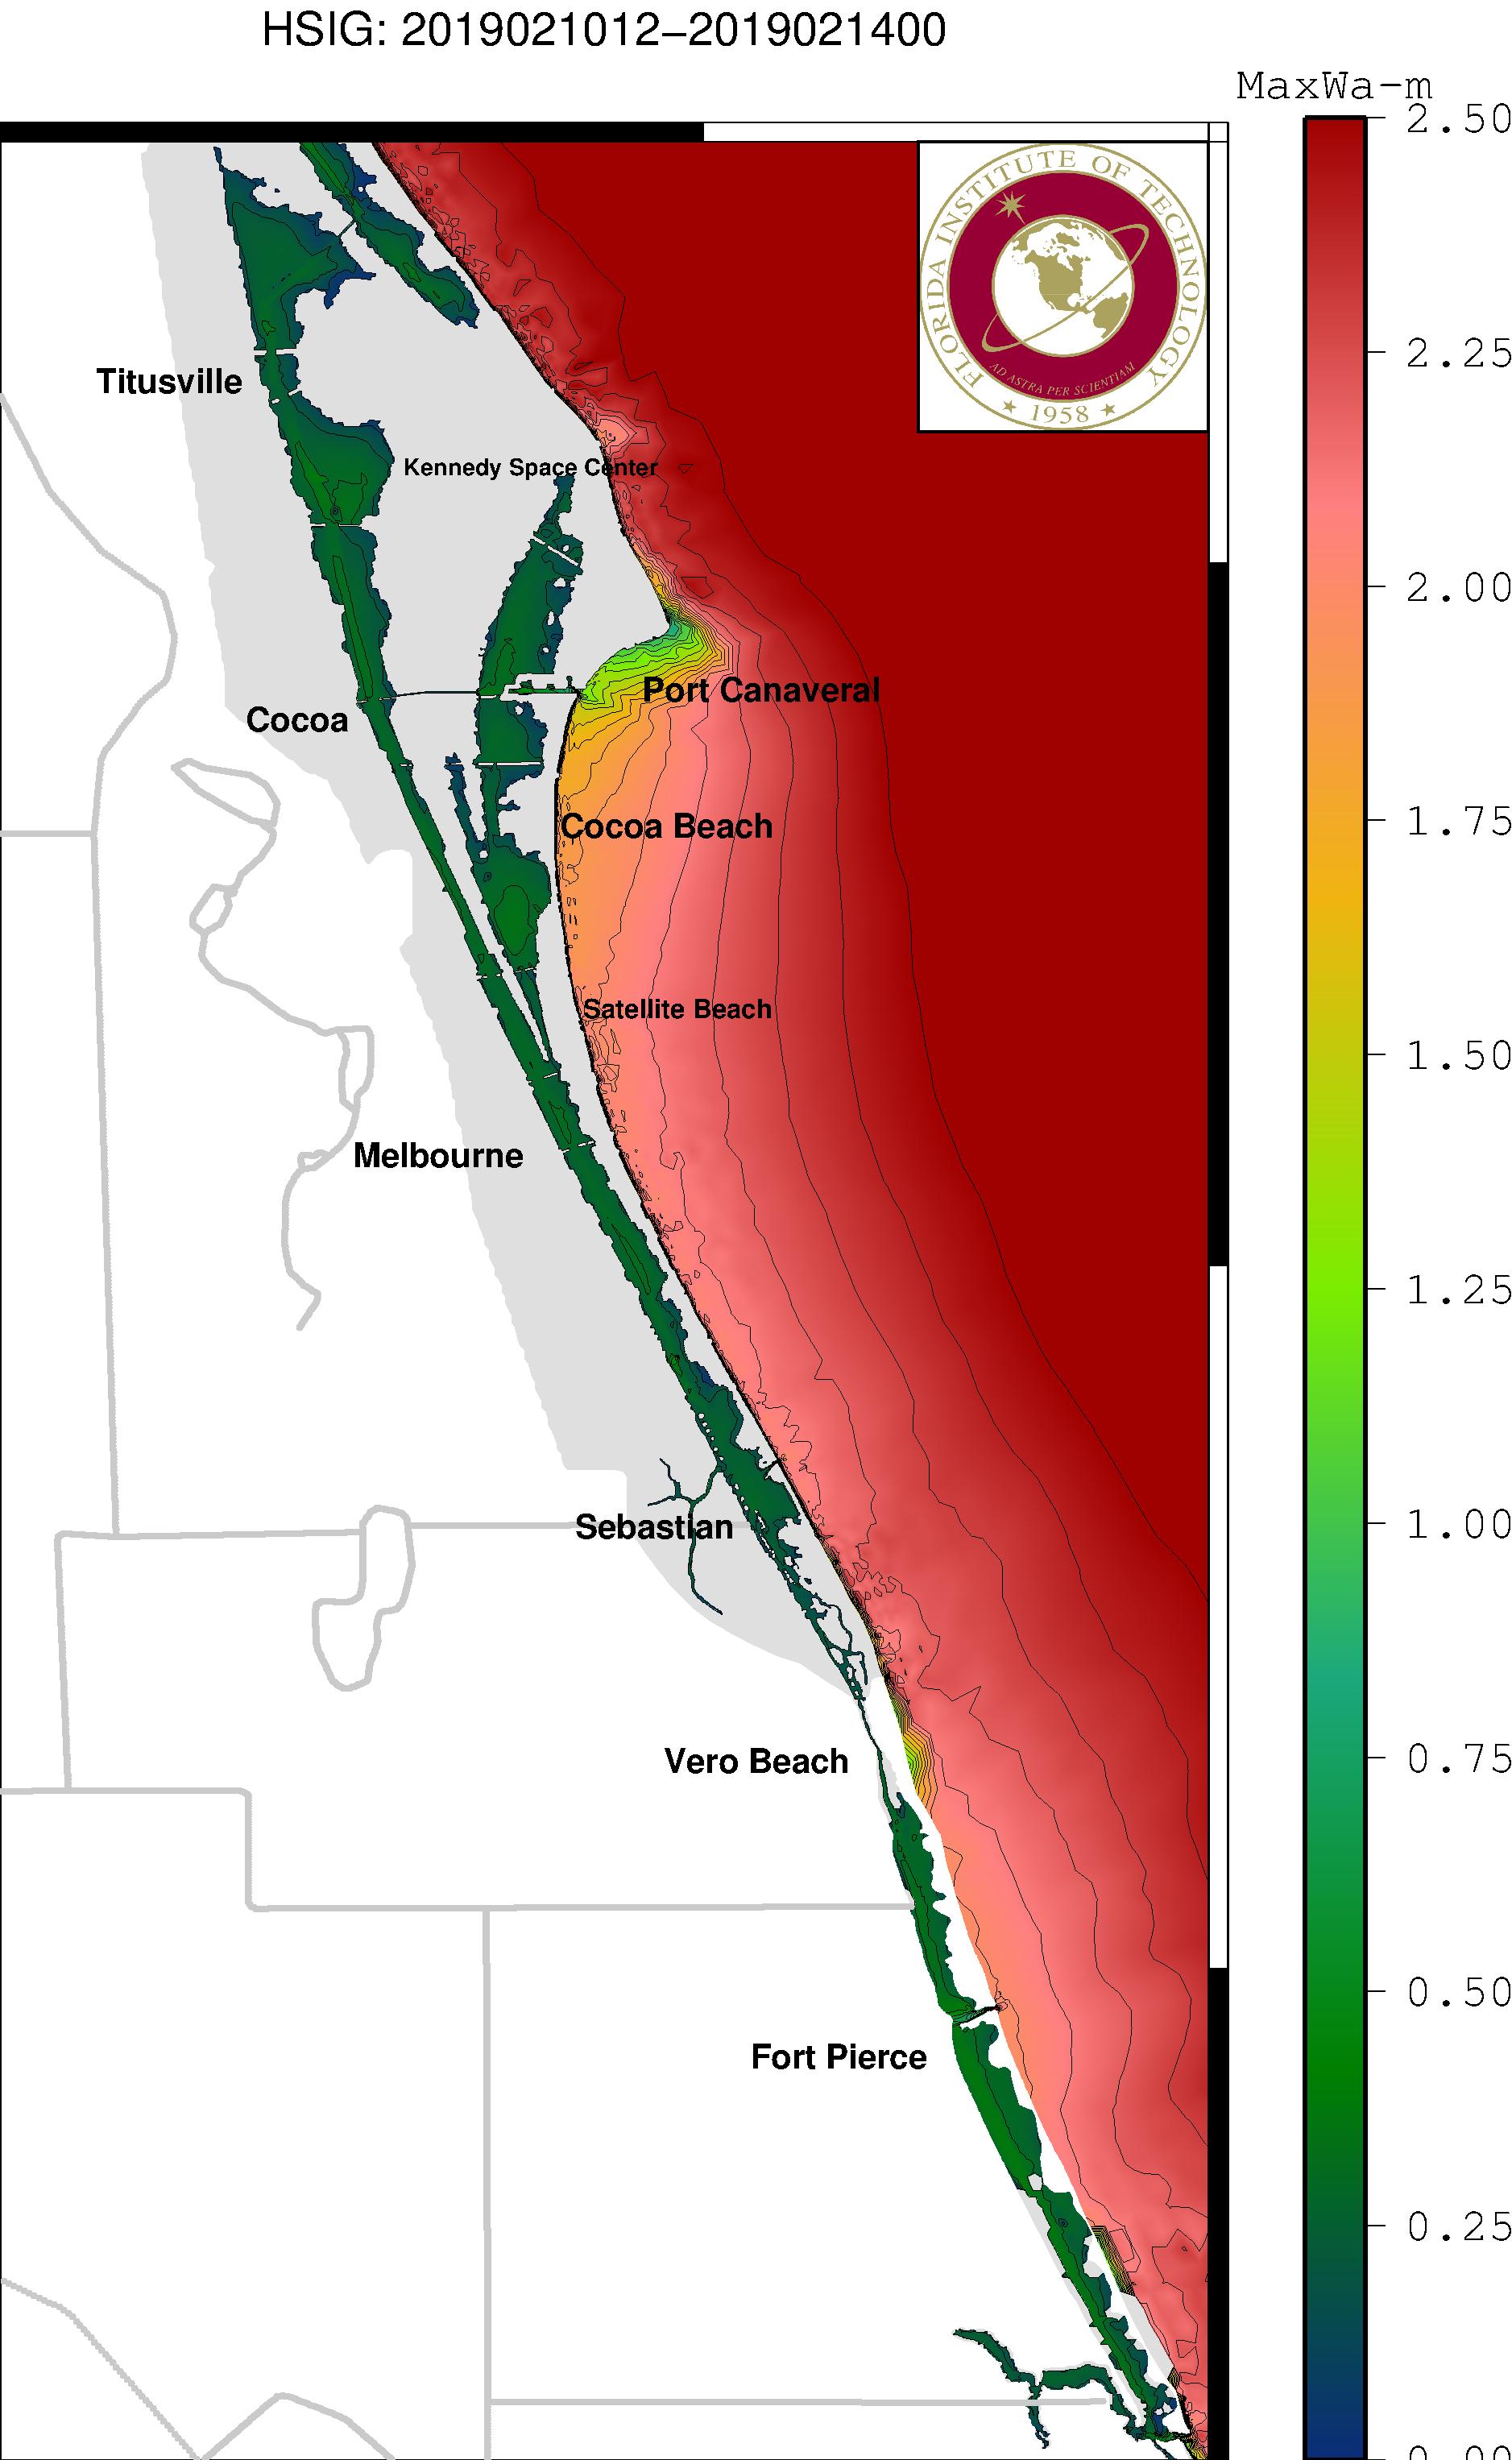 HSIG: 2019021012–2019021400
MaxWa-m
2.50
2.25
2.00
1.75
1.50
1.25
1.00
0.75
0.50
0.25
0.00
FLORIDA INSTITUTE OF TECHNOLOGY
AD ASTRA PER SCIENTIAM
★ 1958 ★
Titusville
Kennedy Space Center
Port Canaveral
Cocoa
Cocoa Beach
Satellite Beach
Melbourne
Sebastian
Vero Beach
Fort Pierce